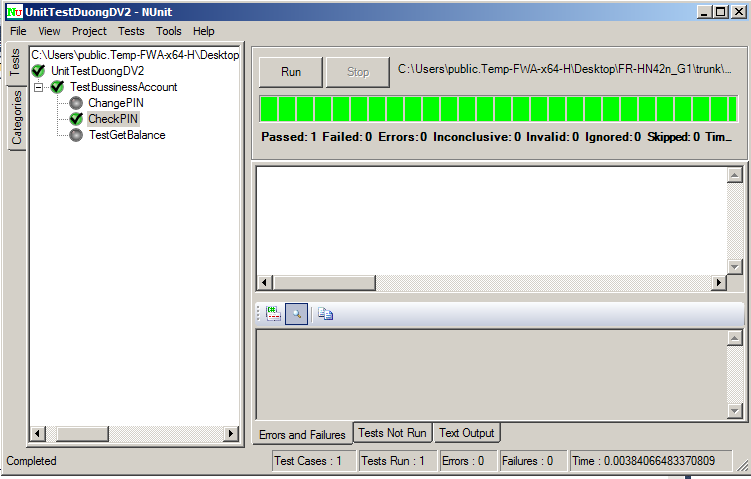 Nu UnitTestDuongDV2 - NUnit
File View Project Tests Tools Help
Tests
Categories
C:\Users\public.Temp-FWA-x64-H\Desktop
UnitTestDuongDV2
TestBussinessAccount
ChangePIN
CheckPIN
TestGetBalance
Run Stop C:\Users\public.Temp-FWA-x64-H\Desktop\FR-HN42n_G1\trunk\...
Passed: 1 Failed: 0 Errors: 0 Inconclusive: 0 Invalid: 0 Ignored: 0 Skipped: 0 Tim...
Errors and Failures Tests Not Run Text Output
Completed Test Cases : 1 Tests Run : 1 Errors : 0 Failures : 0 Time : 0.00384066483370809